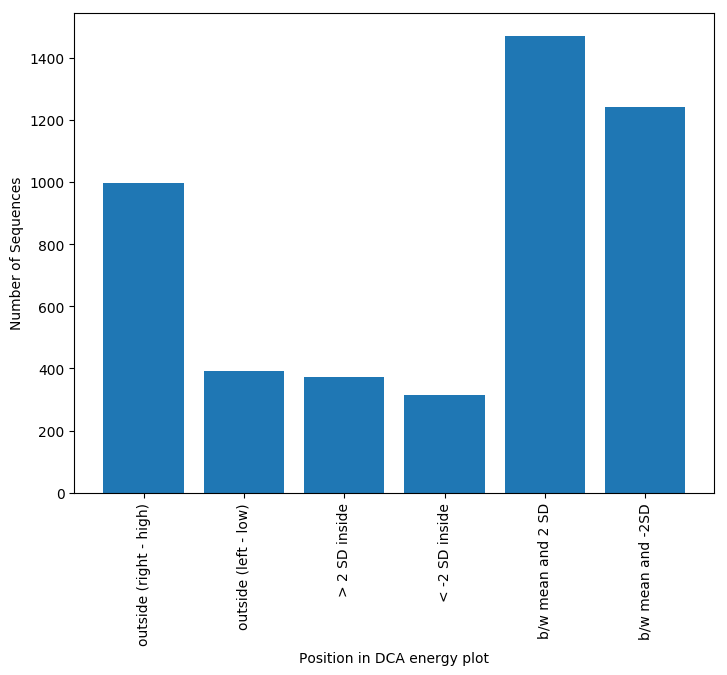 Number of Sequences
1400
1200
1000
800
600
400
200
0
outside (right - high)
outside (left - low)
> 2 SD inside
< -2 SD inside
b/w mean and 2 SD
b/w mean and -2SD
Position in DCA energy plot